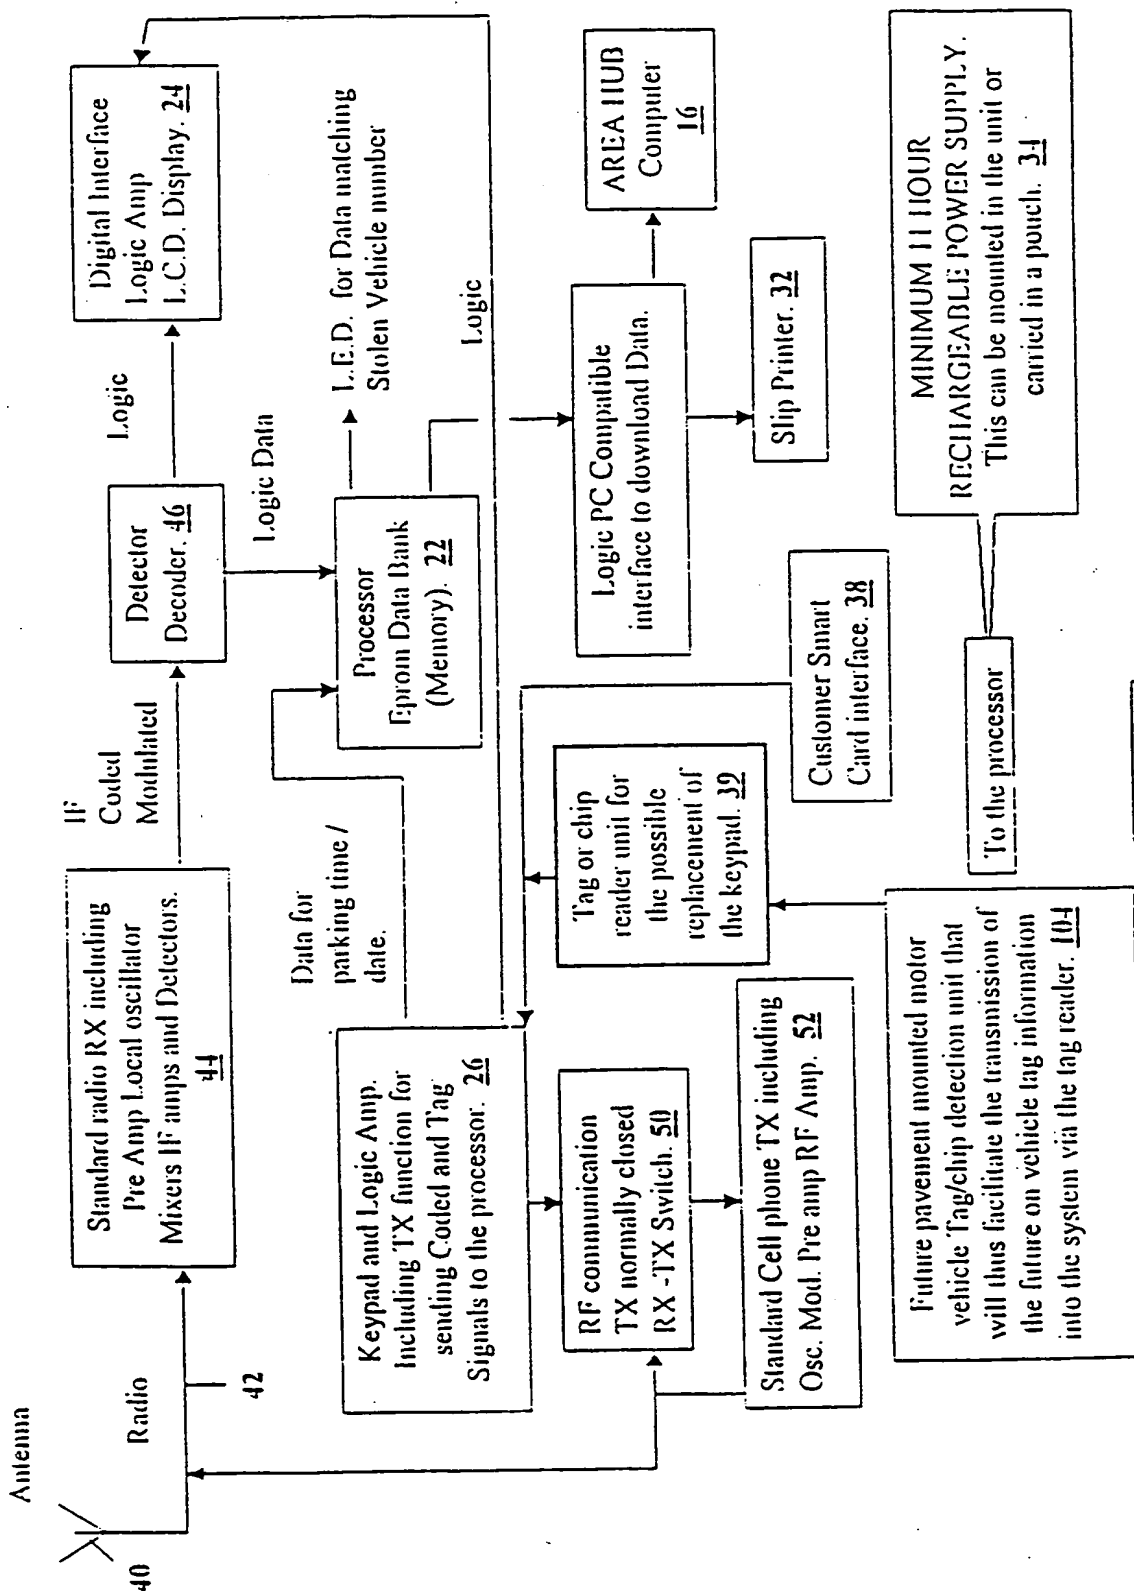 Antenna
40
Radio
42
Standard radio RX including
Pre Amp Local oscillator
Mixers IF amps and Detectors.
44
IF
Coded
Modulated
Detector
Decoder. 46
Logic
Digital Interface
Logic Amp
L.C.D. Display. 24
Logic Data
Data for
parking time /
date.
Keypad and Logic Amp.
Including TX function for
sending Coded and Tag
Signals to the processor. 26
Processor
Eprom Data Bank
(Memory). 22
L.E.D. for Data matching
Stolen Vehicle number
Logic
RF communication
TX normally closed
RX -TX Switch. 50
Tag or chip
reader unit for
the possible
replacement of
the keypad. 39
Logic PC Compatible
interface to download Data.
AREA HUB
Computer
16
Standard Cell phone TX including
Osc. Mod. Pre amp RF Amp. 52
Customer Smart
Card interface. 38
Slip Printer. 32
Future pavement mounted motor
vehicle Tag/chip detection unit that
will thus facilitate the transmission of
the future on vehicle tag information
into the system via the tag reader. 104
To the processor
MINIMUM 11 HOUR
RECHARGEABLE POWER SUPPLY.
This can be mounted in the unit or
carried in a pouch. 34